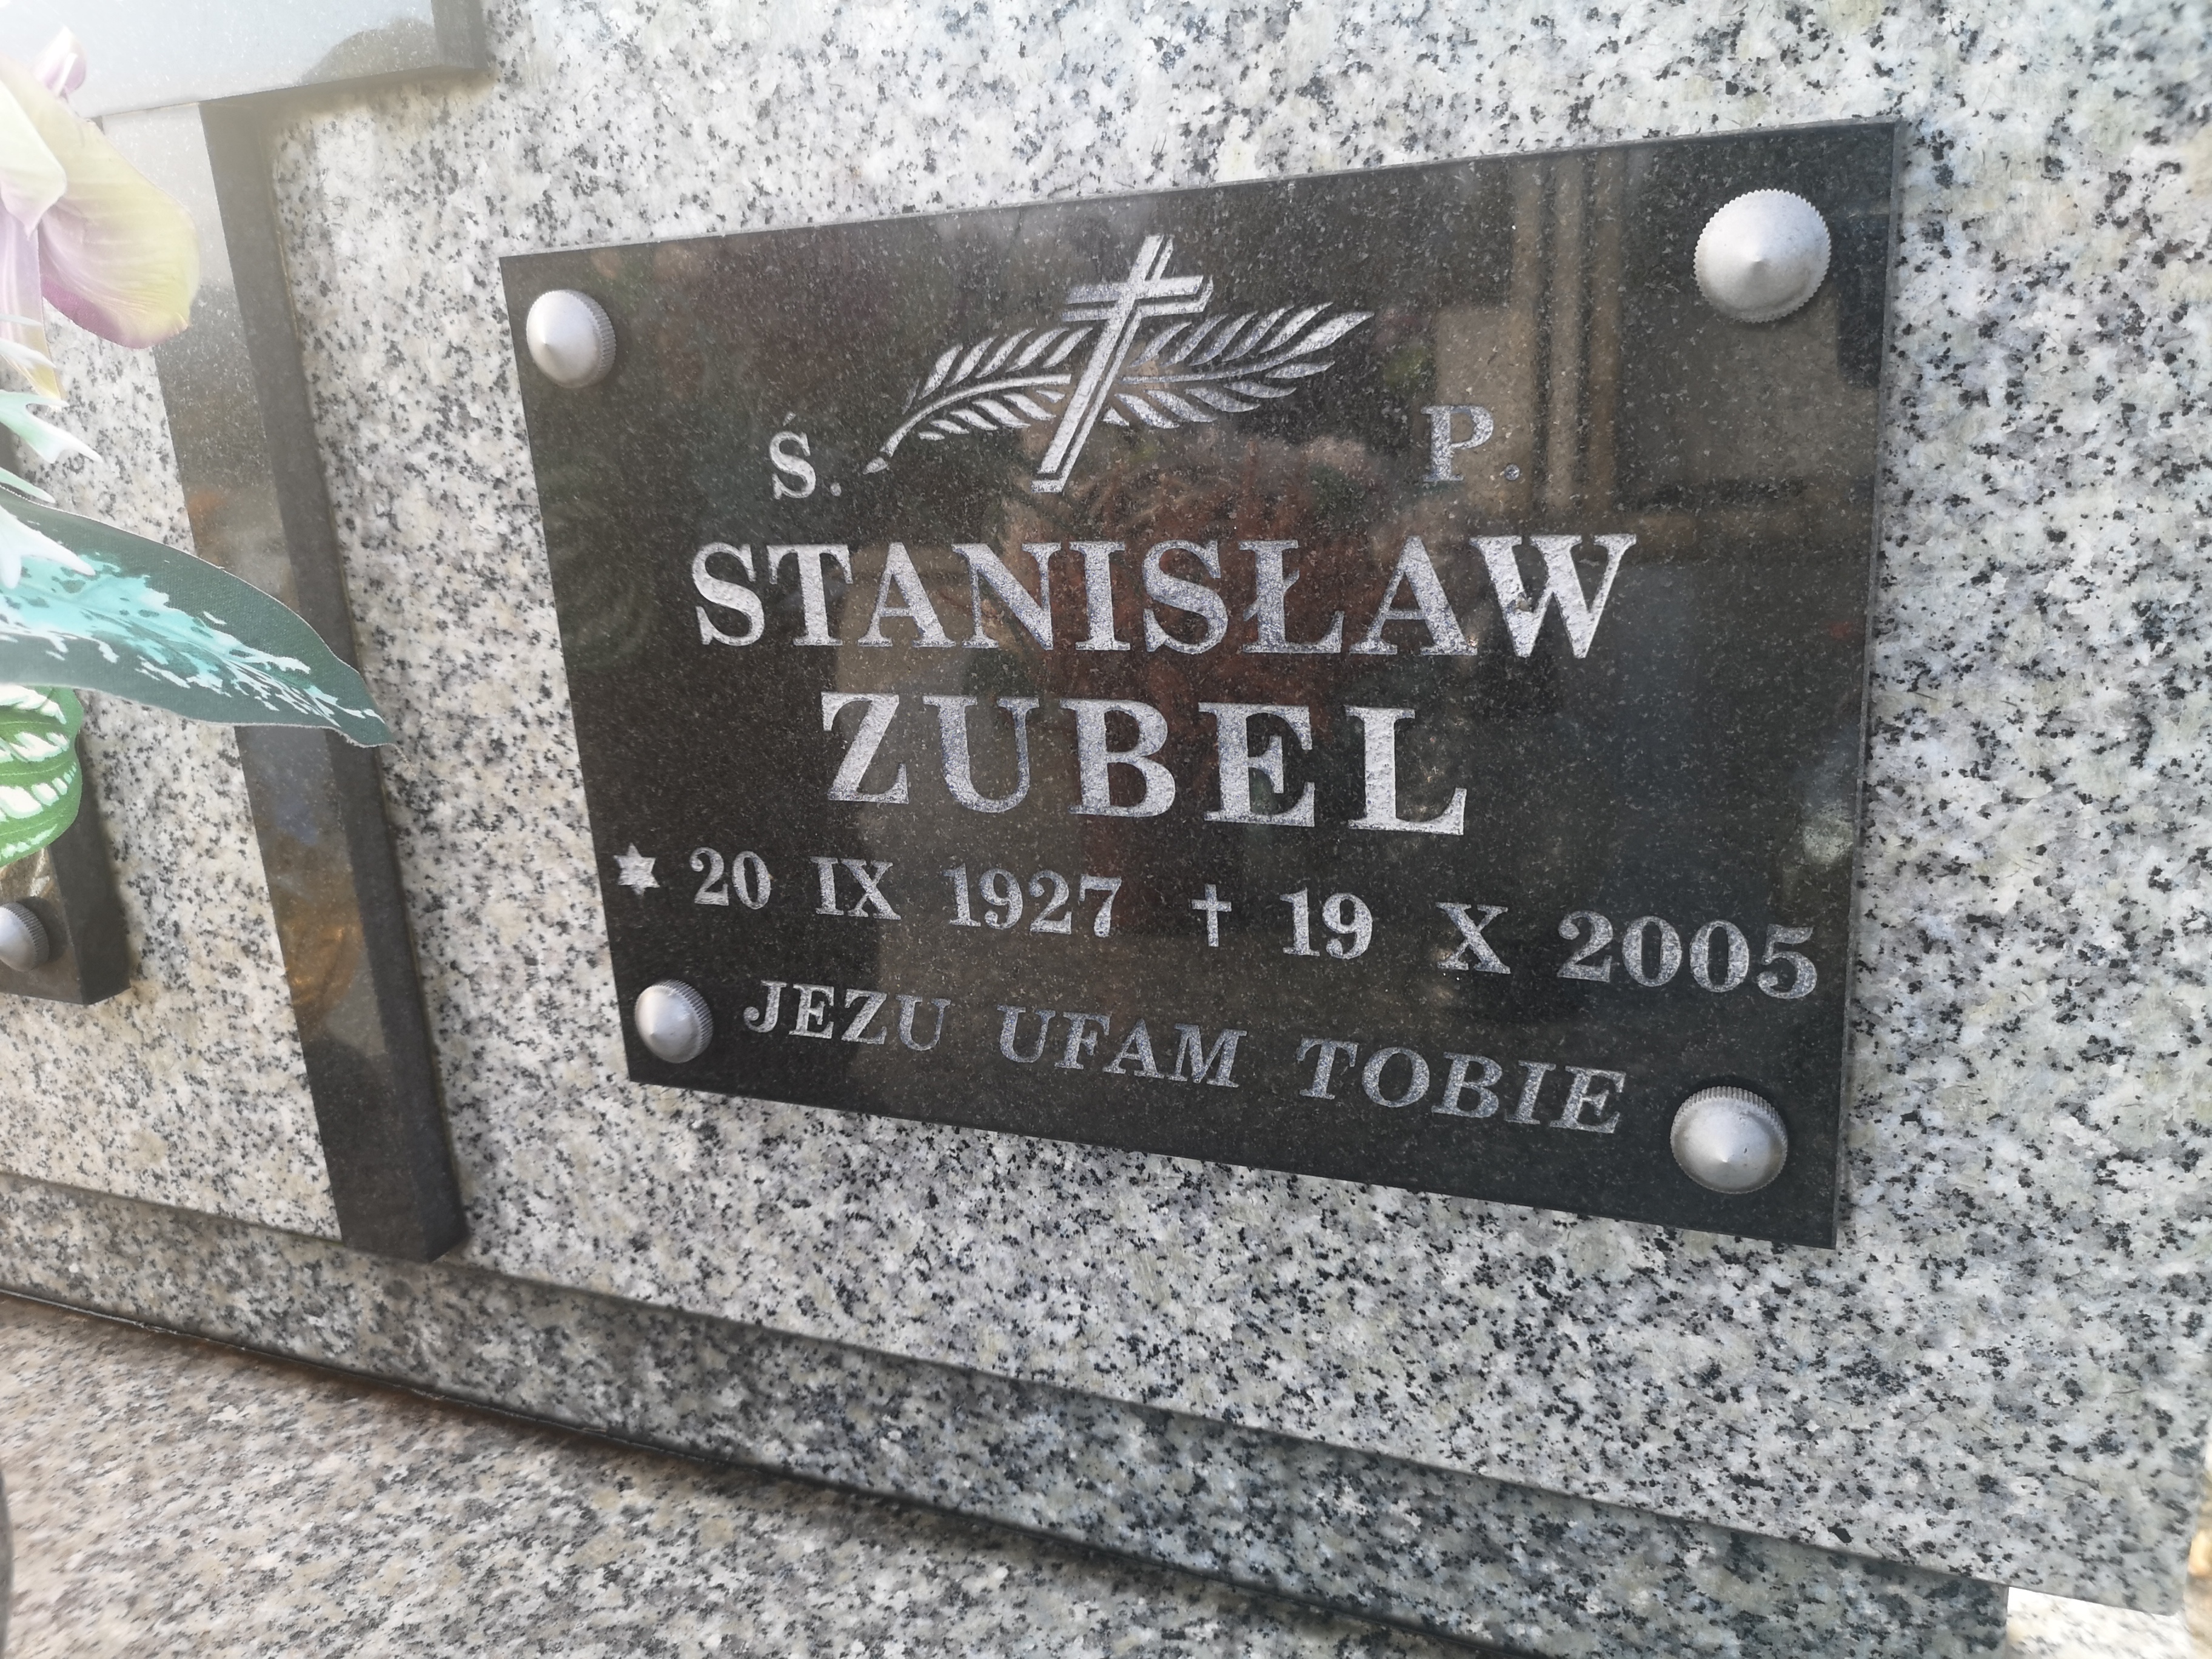 Ś. P.
STANISŁAW
ZUBEL
* 20 IX 1927 † 19 X 2005
JEZU UFAM TOBIE